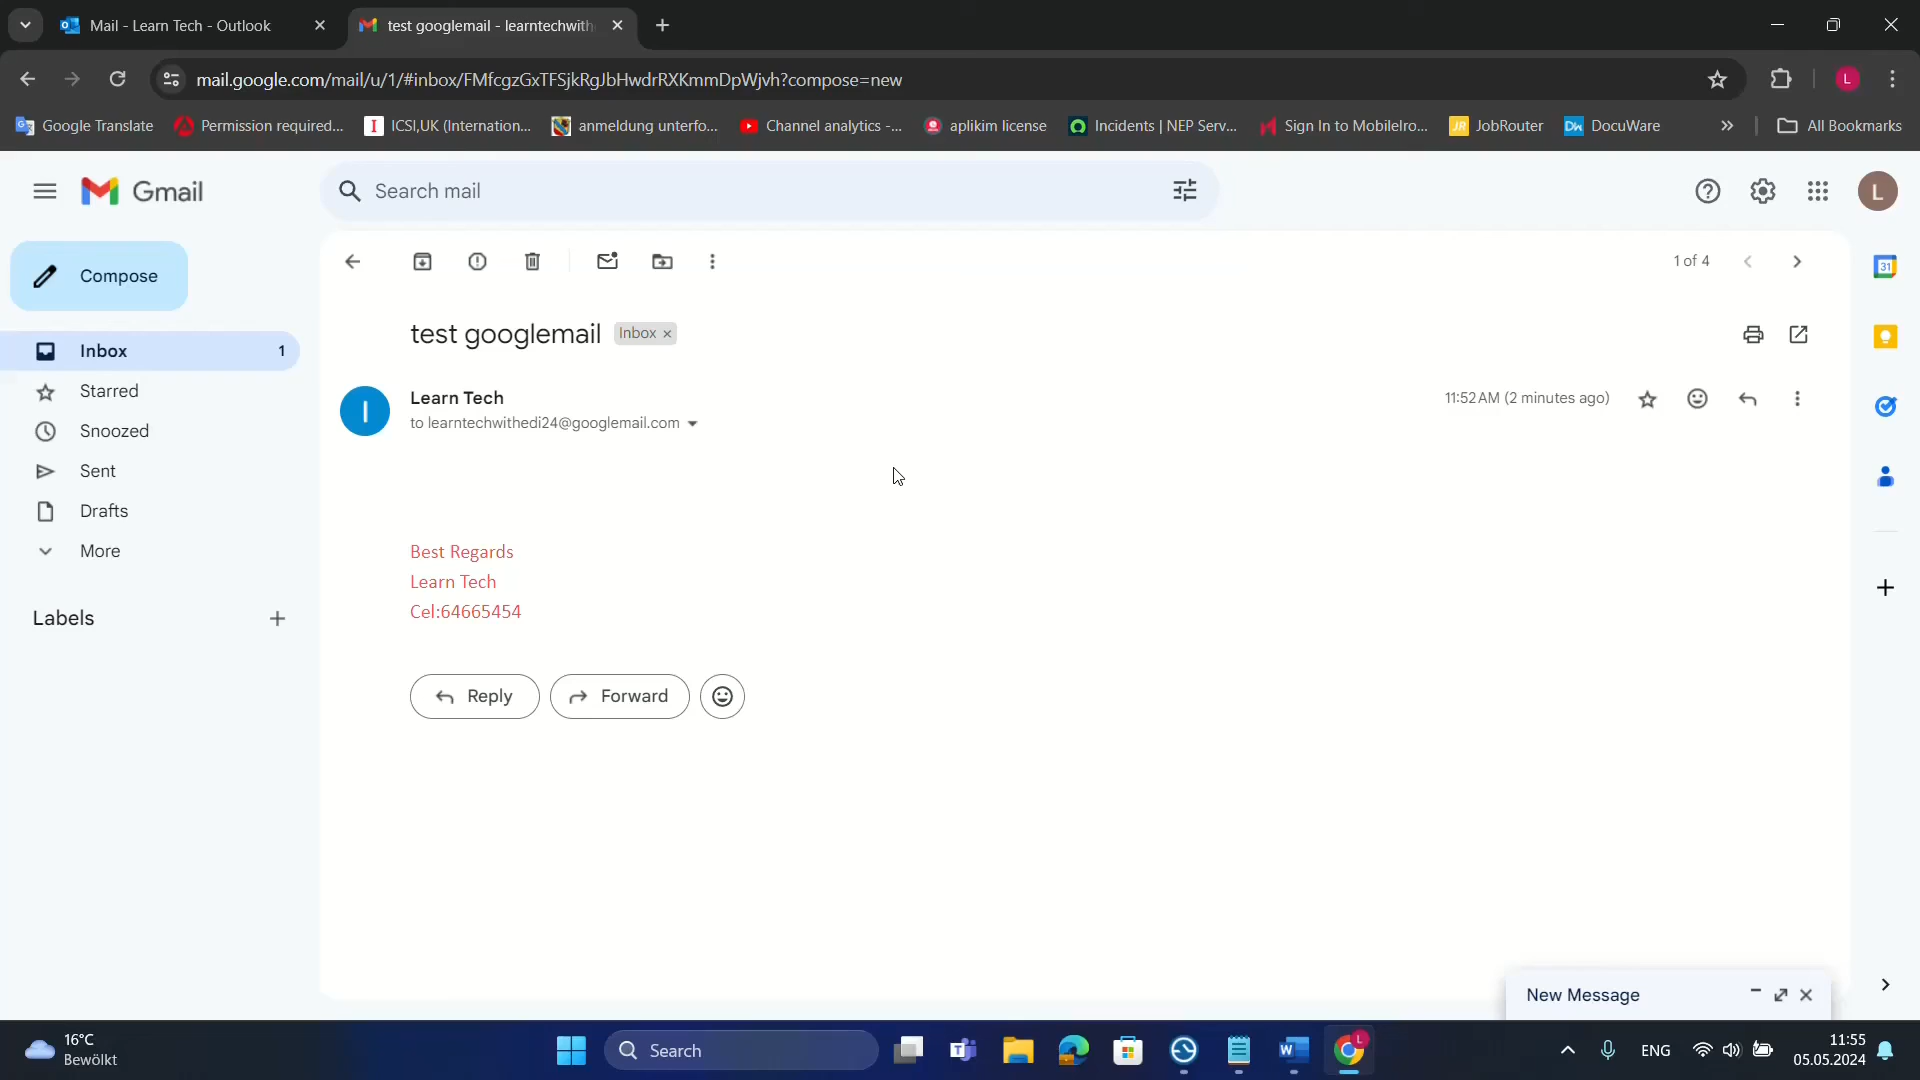 Mail - Learn Tech - Outlook
test googlemail - learntechwith
mail.google.com/mail/u/1/#inbox/FMfcgzGxTFSjkRgJbHwdrRXKmmDpWjvh?compose=new
L
Google Translate
Permission required...
ICSI,UK (Internation...
anmeldung unterfo...
Channel analytics -...
aplikim license
Incidents | NEP Serv...
Sign In to MobileIro...
JR JobRouter
DW DocuWare
All Bookmarks
Gmail
Search mail
L
Compose
1 of 4
31
test googlemail Inbox ×
Inbox 1
Starred
Learn Tech
11:52 AM (2 minutes ago)
to learntechwithedi24@googlemail.com
Snoozed
Sent
Drafts
More
Best Regards
Learn Tech
Cel:64665454
Labels
Reply
Forward
New Message
16°C
Bewölkt
Search
L
ENG
11:55
05.05.2024